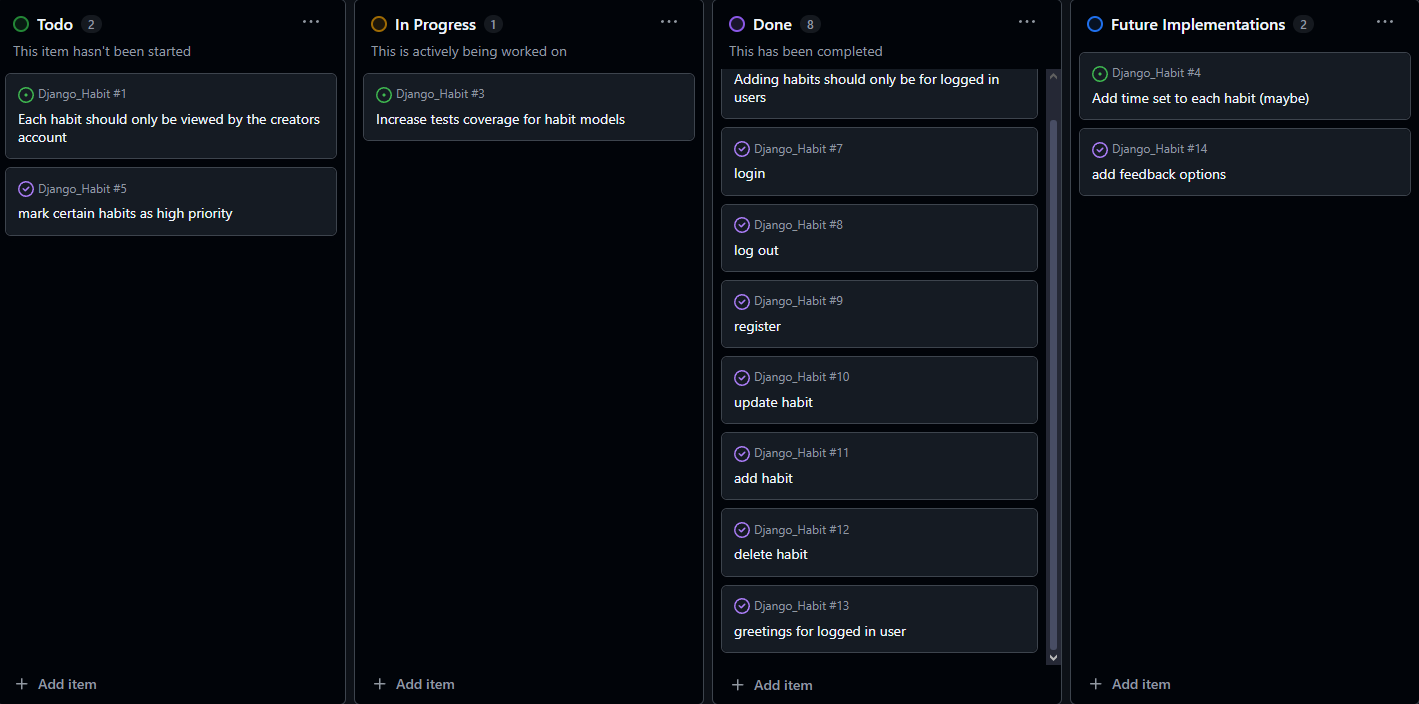 Todo 2
This item hasn't been started
Django_Habit #1
Each habit should only be viewed by the creators
account
Django_Habit #5
mark certain habits as high priority
+ Add item
In Progress 1
This is actively being worked on
Django_Habit #3
Increase tests coverage for habit models
+ Add item
Done 8
This has been completed
Adding habits should only be for logged in
users
Django_Habit #7
login
Django_Habit #8
log out
Django_Habit #9
register
Django_Habit #10
update habit
Django_Habit #11
add habit
Django_Habit #12
delete habit
Django_Habit #13
greetings for logged in user
+ Add item
Future Implementations 2
Django_Habit #4
Add time set to each habit (maybe)
Django_Habit #14
add feedback options
+ Add item